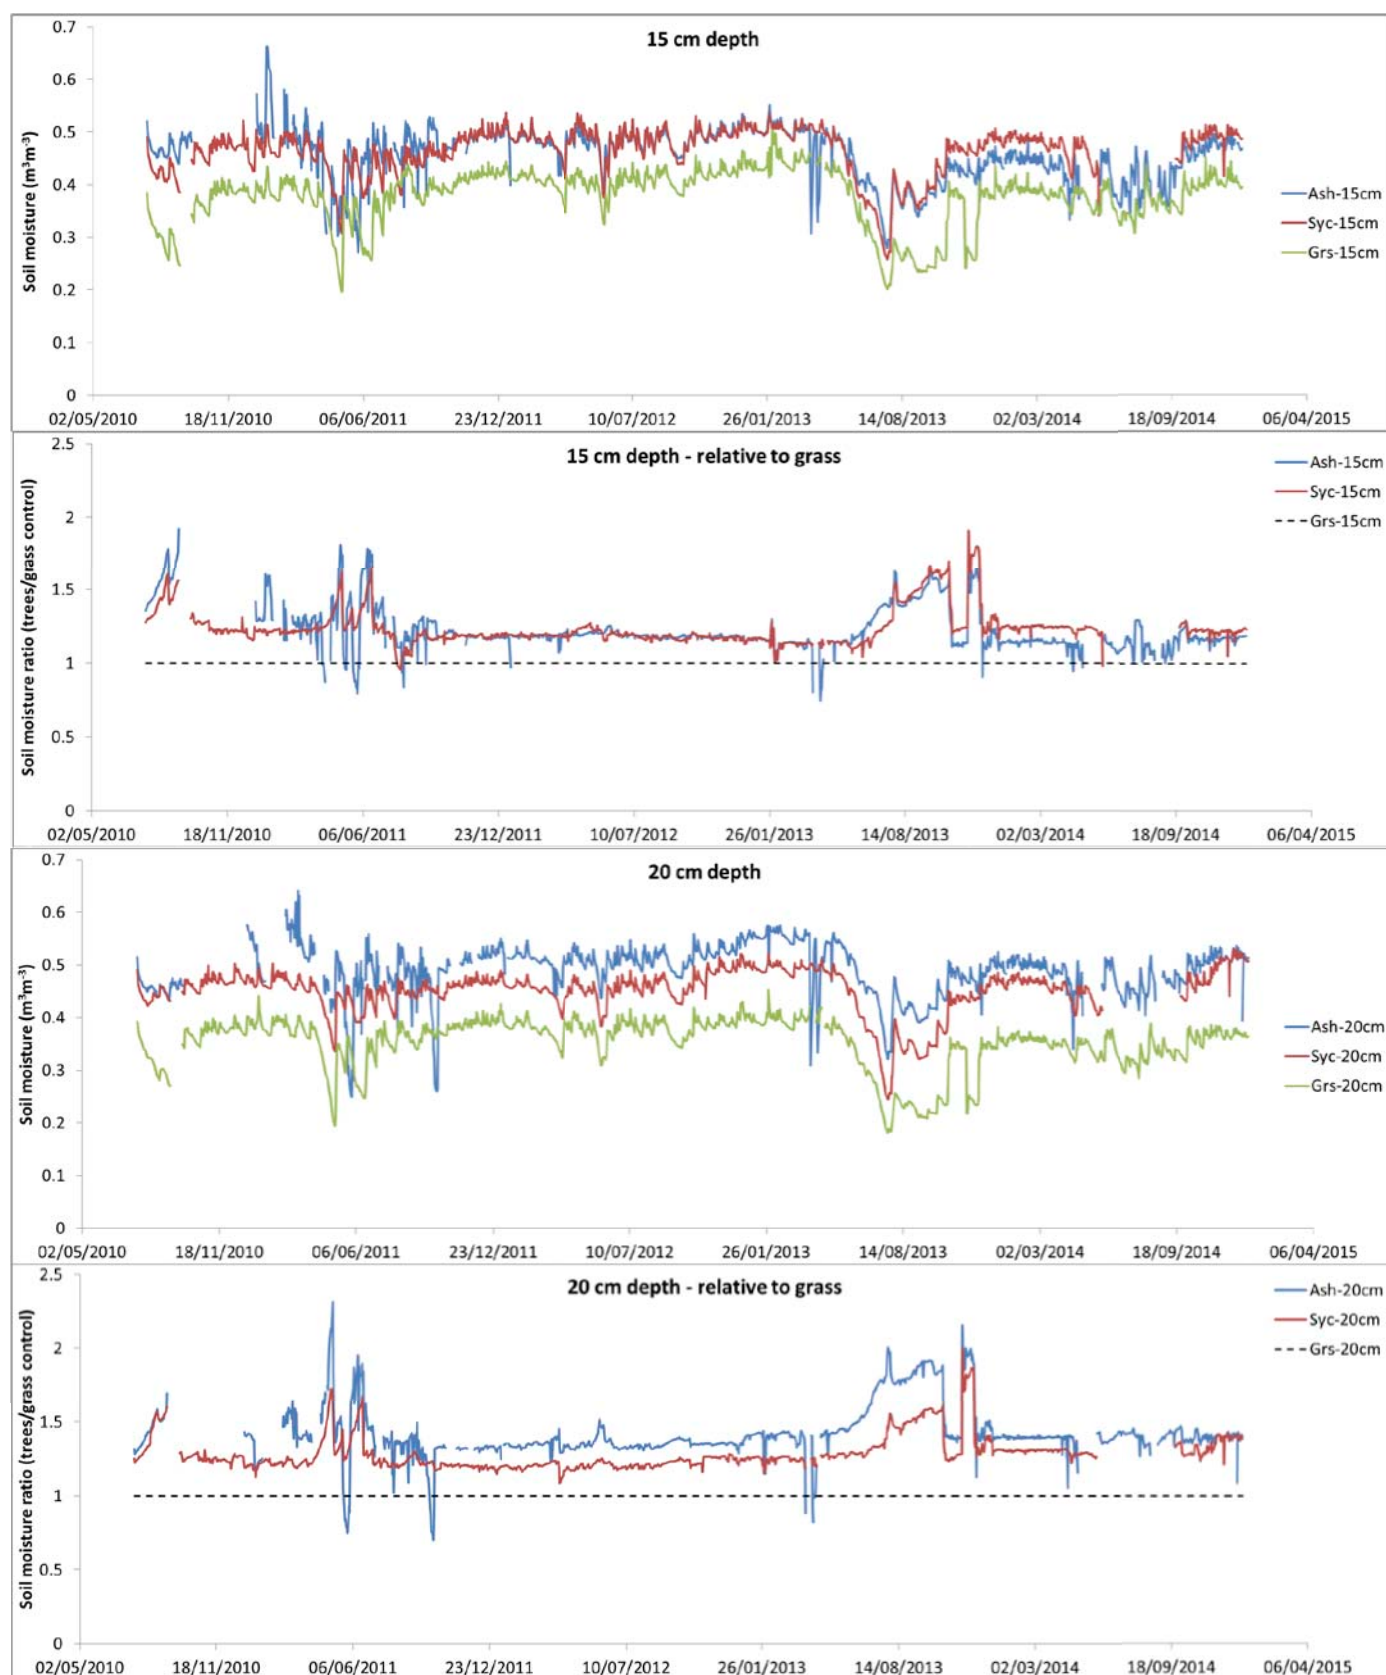 15 cm depth
Soil moisture (m³m⁻³)
0.7
0.6
0.5
0.4
0.3
0.2
0.1
0
Ash-15cm
Syc-15cm
Grs-15cm
02/05/2010 18/11/2010 06/06/2011 23/12/2011 10/07/2012 26/01/2013 14/08/2013 02/03/2014 18/09/2014 06/04/2015
15 cm depth - relative to grass
Soil moisture ratio (trees/grass control)
2.5
2
1.5
1
0.5
0
Ash-15cm
Syc-15cm
Grs-15cm
02/05/2010 18/11/2010 06/06/2011 23/12/2011 10/07/2012 26/01/2013 14/08/2013 02/03/2014 18/09/2014 06/04/2015
20 cm depth
Soil moisture (m³m⁻³)
0.7
0.6
0.5
0.4
0.3
0.2
0.1
0
Ash-20cm
Syc-20cm
Grs-20cm
02/05/2010 18/11/2010 06/06/2011 23/12/2011 10/07/2012 26/01/2013 14/08/2013 02/03/2014 18/09/2014 06/04/2015
20 cm depth - relative to grass
Soil moisture ratio (trees/grass control)
2.5
2
1.5
1
0.5
0
Ash-20cm
Syc-20cm
Grs-20cm
02/05/2010 18/11/2010 06/06/2011 23/12/2011 10/07/2012 26/01/2013 14/08/2013 02/03/2014 18/09/2014 06/04/2015